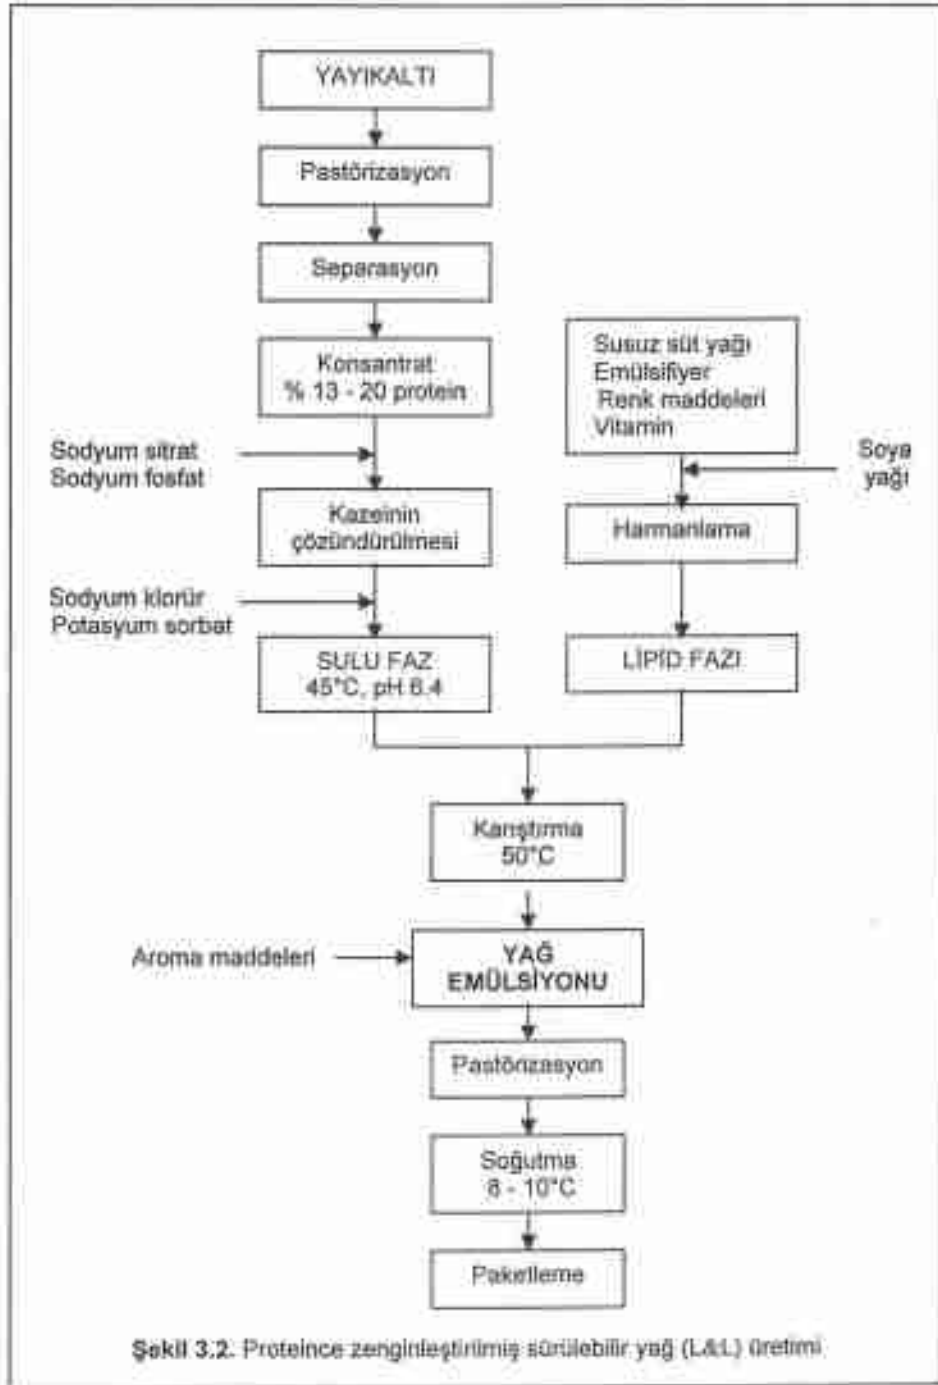 YAYIKALTI
Pastörizasyon
Separasyon
Konsantrat
% 13 - 20 protein
Sodyum sitrat
Sodyum fosfat
Kazeinin
çözündürülmesi
Sodyum klorür
Potasyum sorbat
SULU FAZ
45°C, pH 6.4
Susuz süt yağı
Emülsifiyer
Renk maddeleri
Vitamin
Soya
yağı
Harmanlama
LİPİD FAZI
Karıştırma
50°C
Aroma maddeleri
YAĞ
EMÜLSİYONU
Pastörizasyon
Soğutma
8 - 10°C
Paketleme
Şekil 3.2. Proteince zenginleştirilmiş sürülebilir yağ (L&L) üretimi